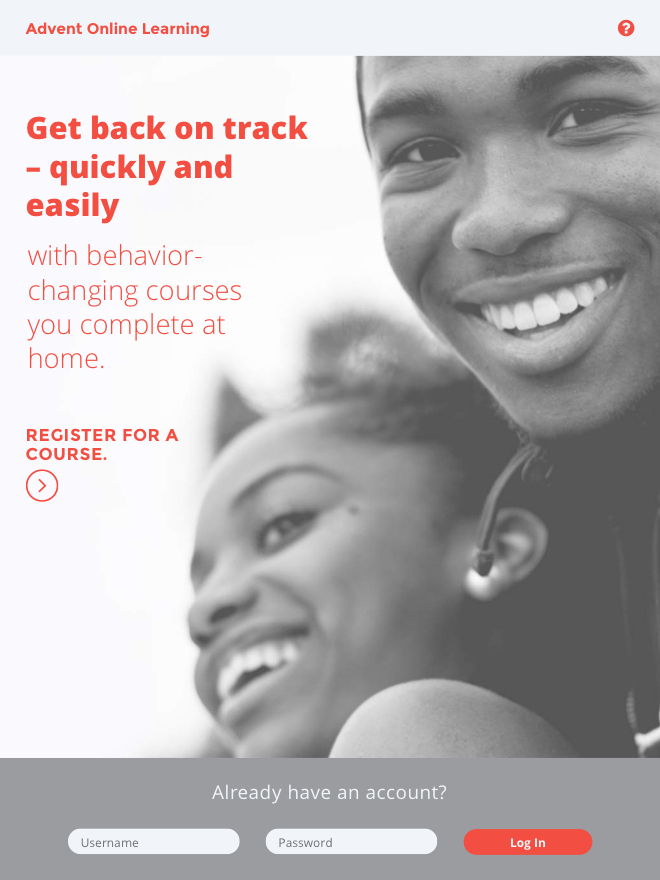 Advent Online Learning
?
Get back on track
– quickly and
easily
with behavior-
changing courses
you complete at
home.
REGISTER FOR A
COURSE.
Already have an account?
Username
Password
Log In